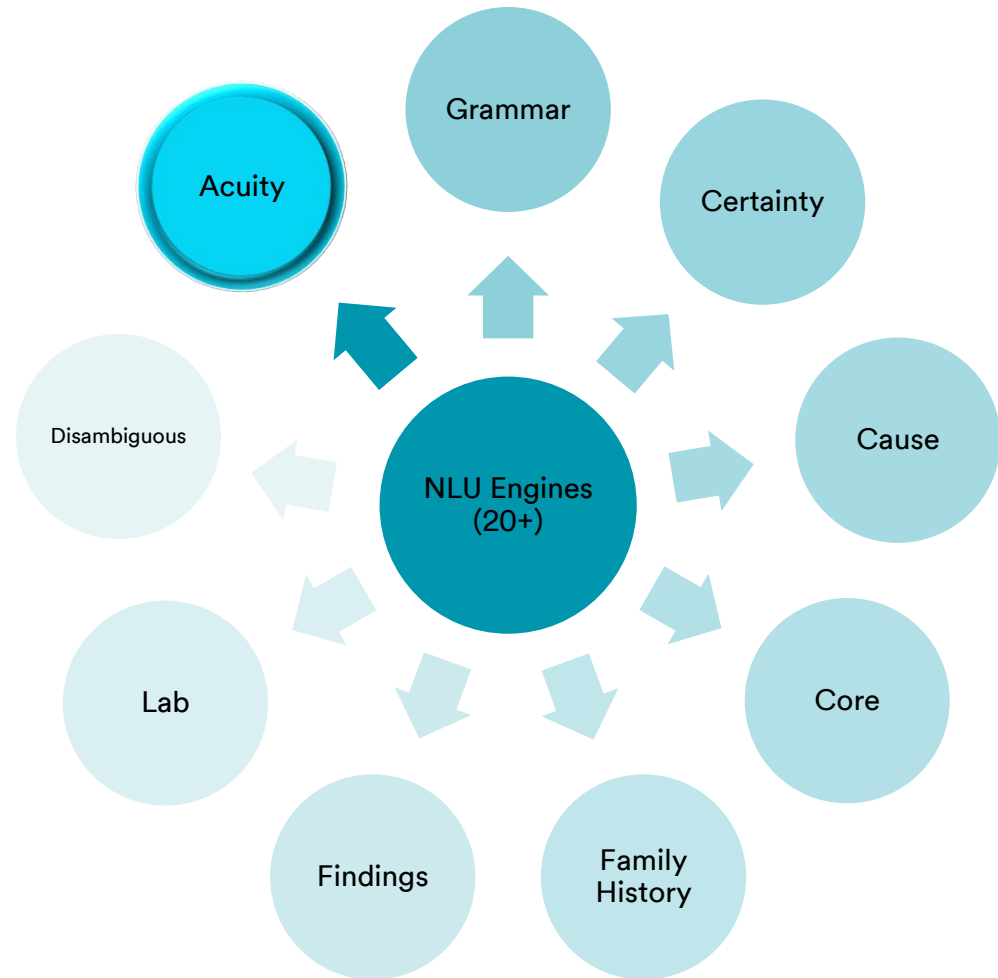 Grammar
Acuity
Certainty
Disambiguous
Cause
NLU Engines
(20+)
Lab
Core
Findings
Family
History